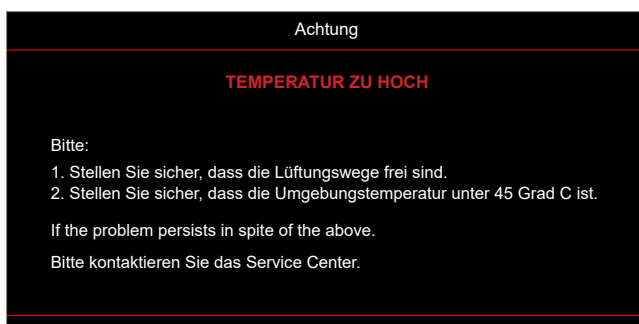 Achtung
TEMPERATUR ZU HOCH
Bitte:
1. Stellen Sie sicher, dass die Lüftungswege frei sind.
2. Stellen Sie sicher, dass die Umgebungstemperatur unter 45 Grad C ist.
If the problem persists in spite of the above.
Bitte kontaktieren Sie das Service Center.